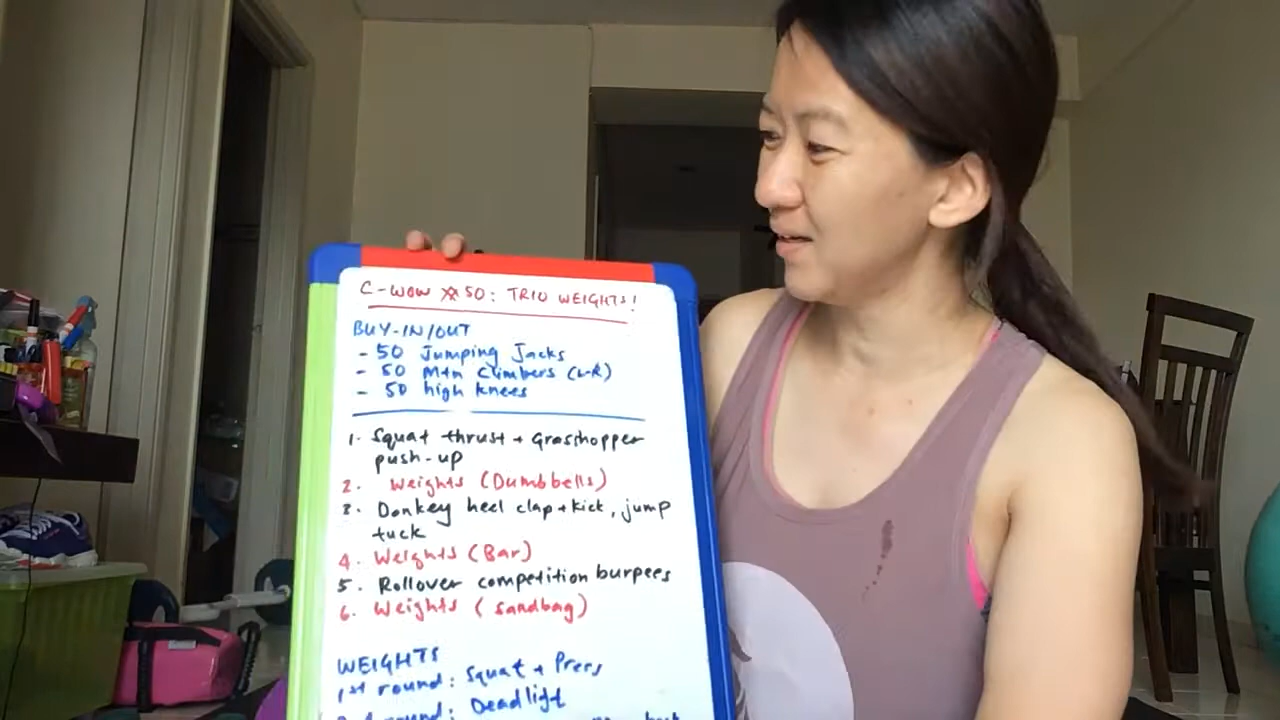 C-WOW #50: TRIO WEIGHTS!
BUY-IN/OUT
- 50 Jumping Jacks
- 50 Mtn Climbers (L-R)
- 50 high knees
1. Squat thrust + Grasshopper
push-up
2. Weights (Dumbbells)
3. Donkey heel clap + kick, jump
tuck
4. Weights (Bar)
5. Rollover competition burpees
6. Weights (sandbag)
WEIGHTS
1st round: Squat + Press
round: Deadlift